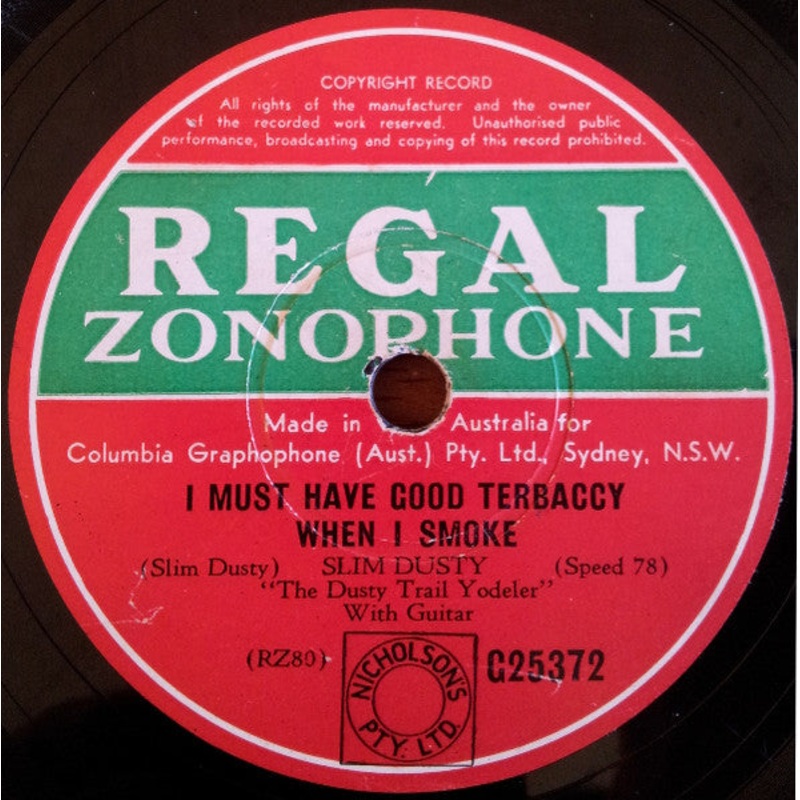 COPYRIGHT RECORD
All rights of the manufacturer and the owner
of the recorded work reserved. Unauthorised public
performance, broadcasting and copying of this record prohibited.
REGAL
ZONOPHONE
Made in Australia for
Columbia Graphophone (Aust.) Pty. Ltd., Sydney, N.S.W.
I MUST HAVE GOOD TERBACCY
WHEN I SMOKE
(Slim Dusty) SLIM DUSTY (Speed 78)
"The Dusty Trail Yodeler"
With Guitar
(RZ80) G25372
NICHOLSON'S
PTY. LTD.